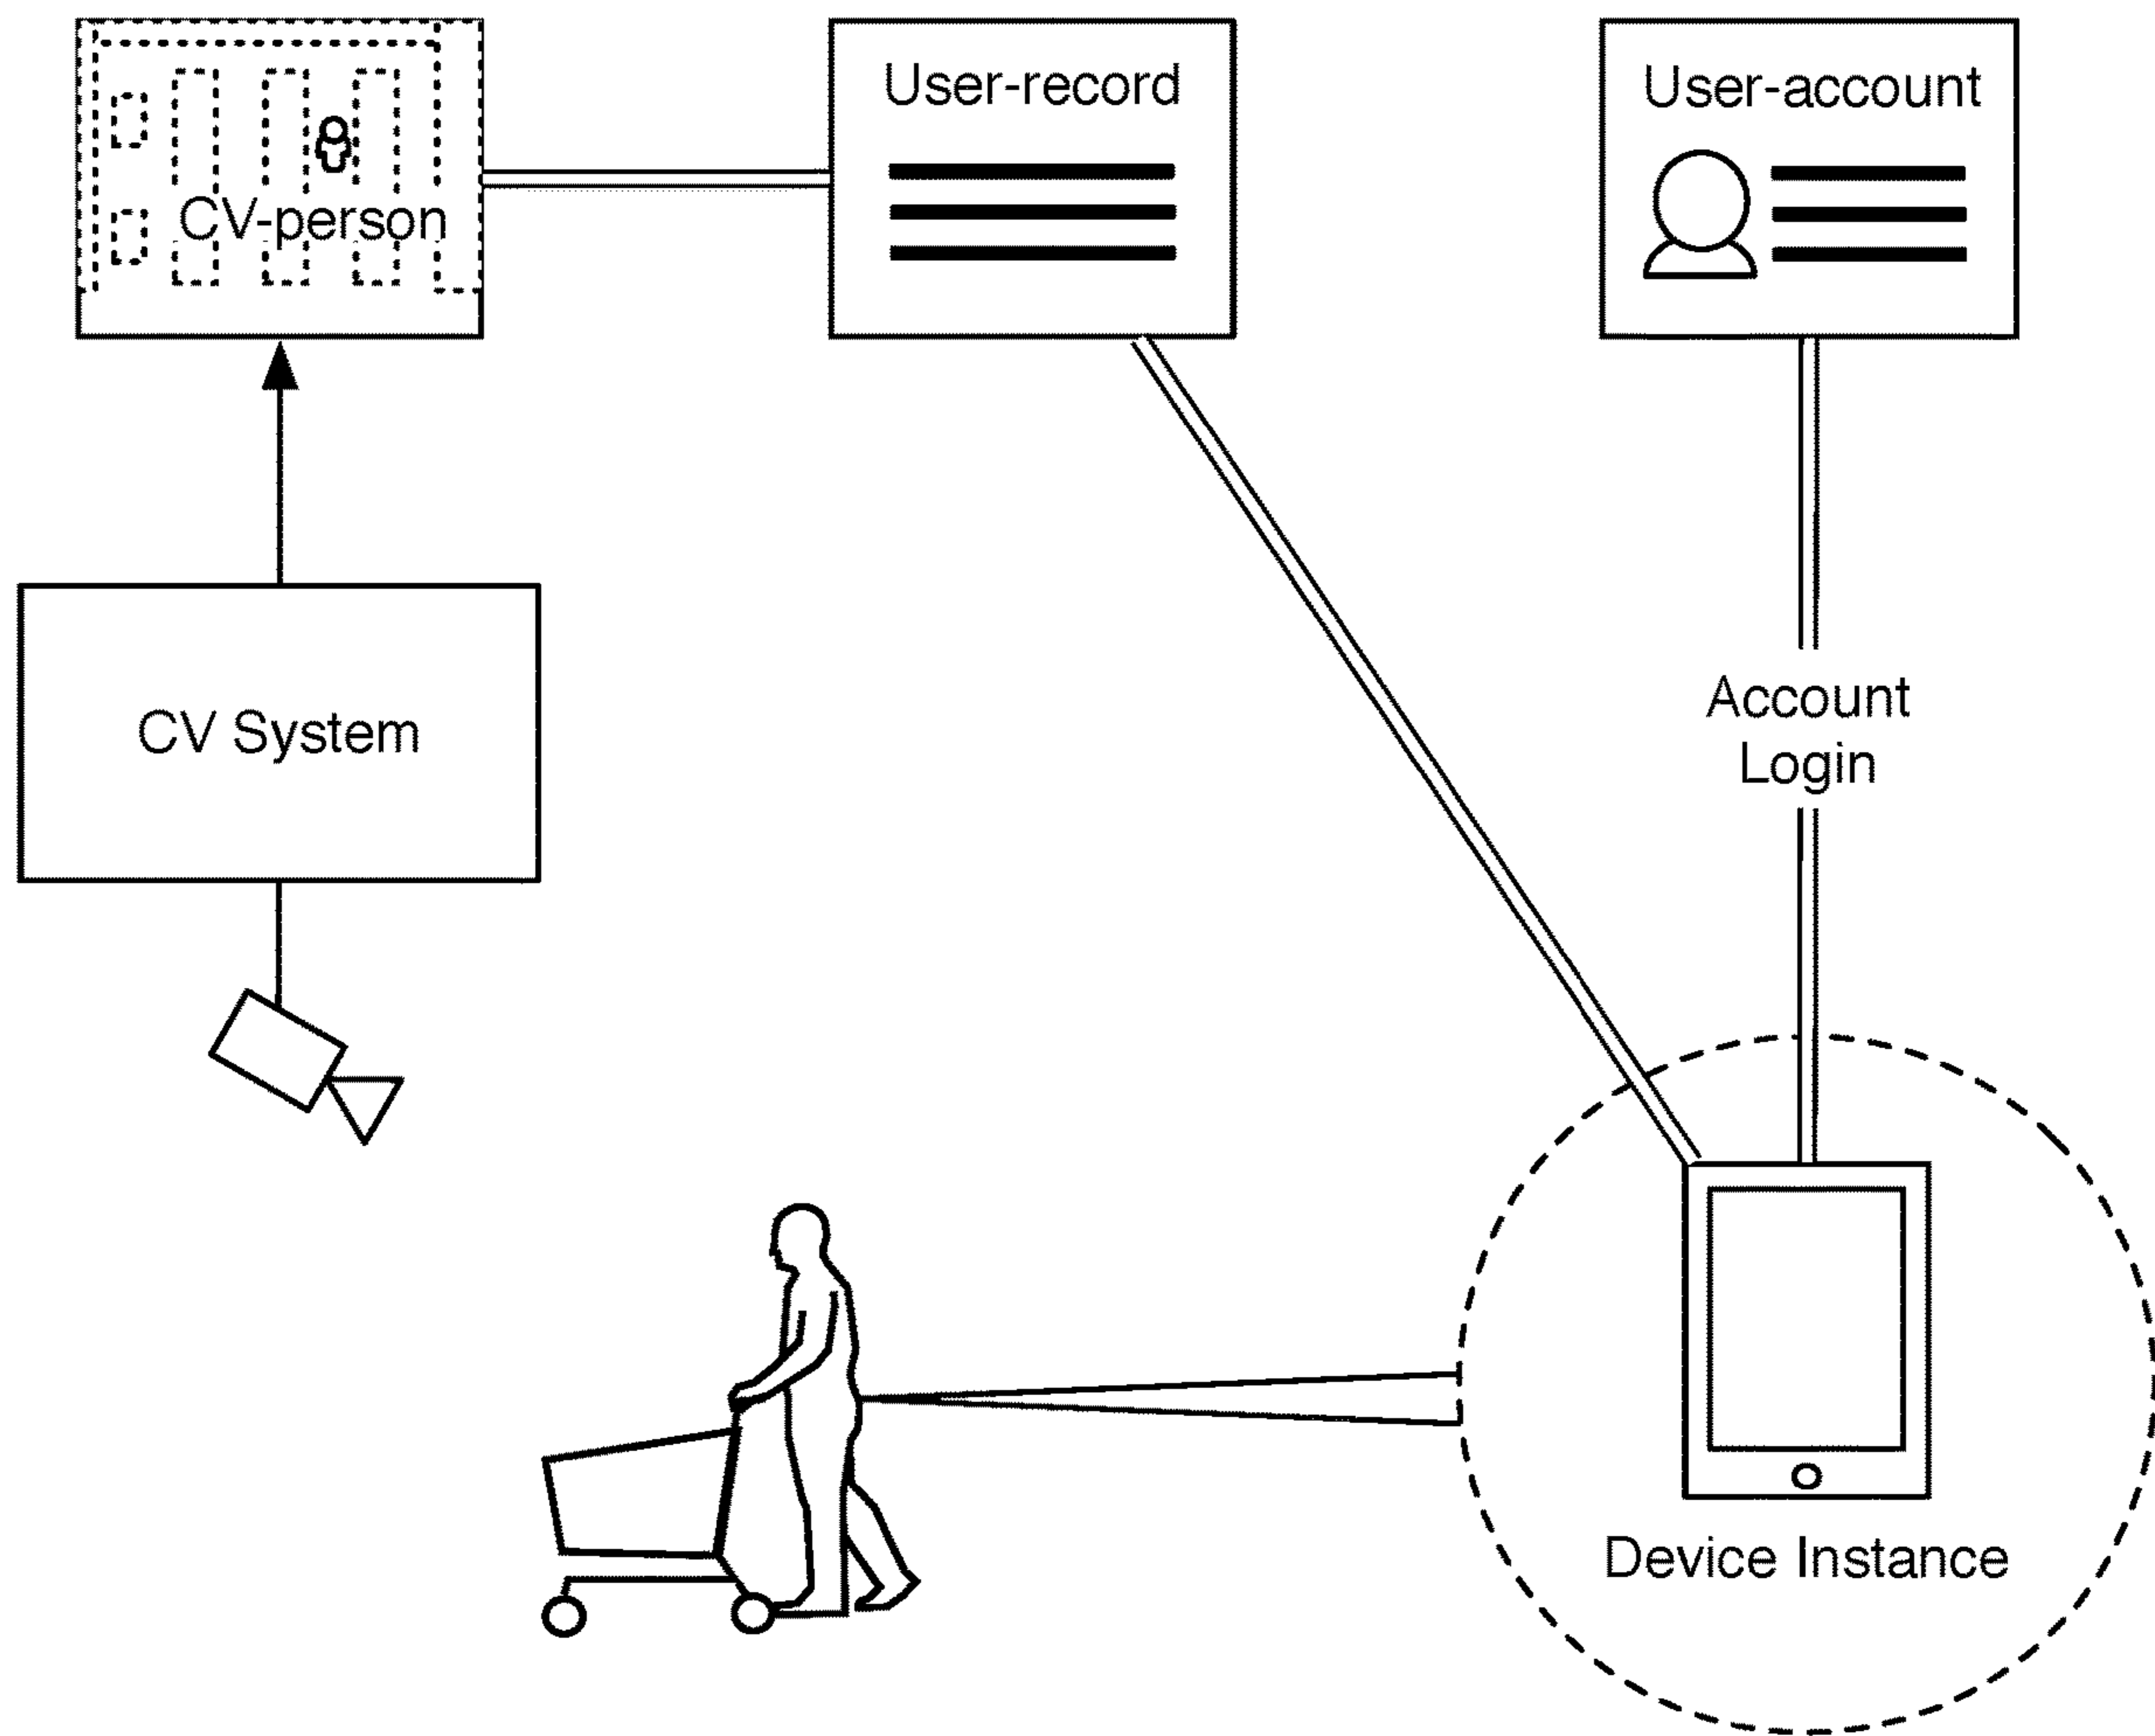 User-record
User-account
CV-person
CV System
Account
Login
Device Instance